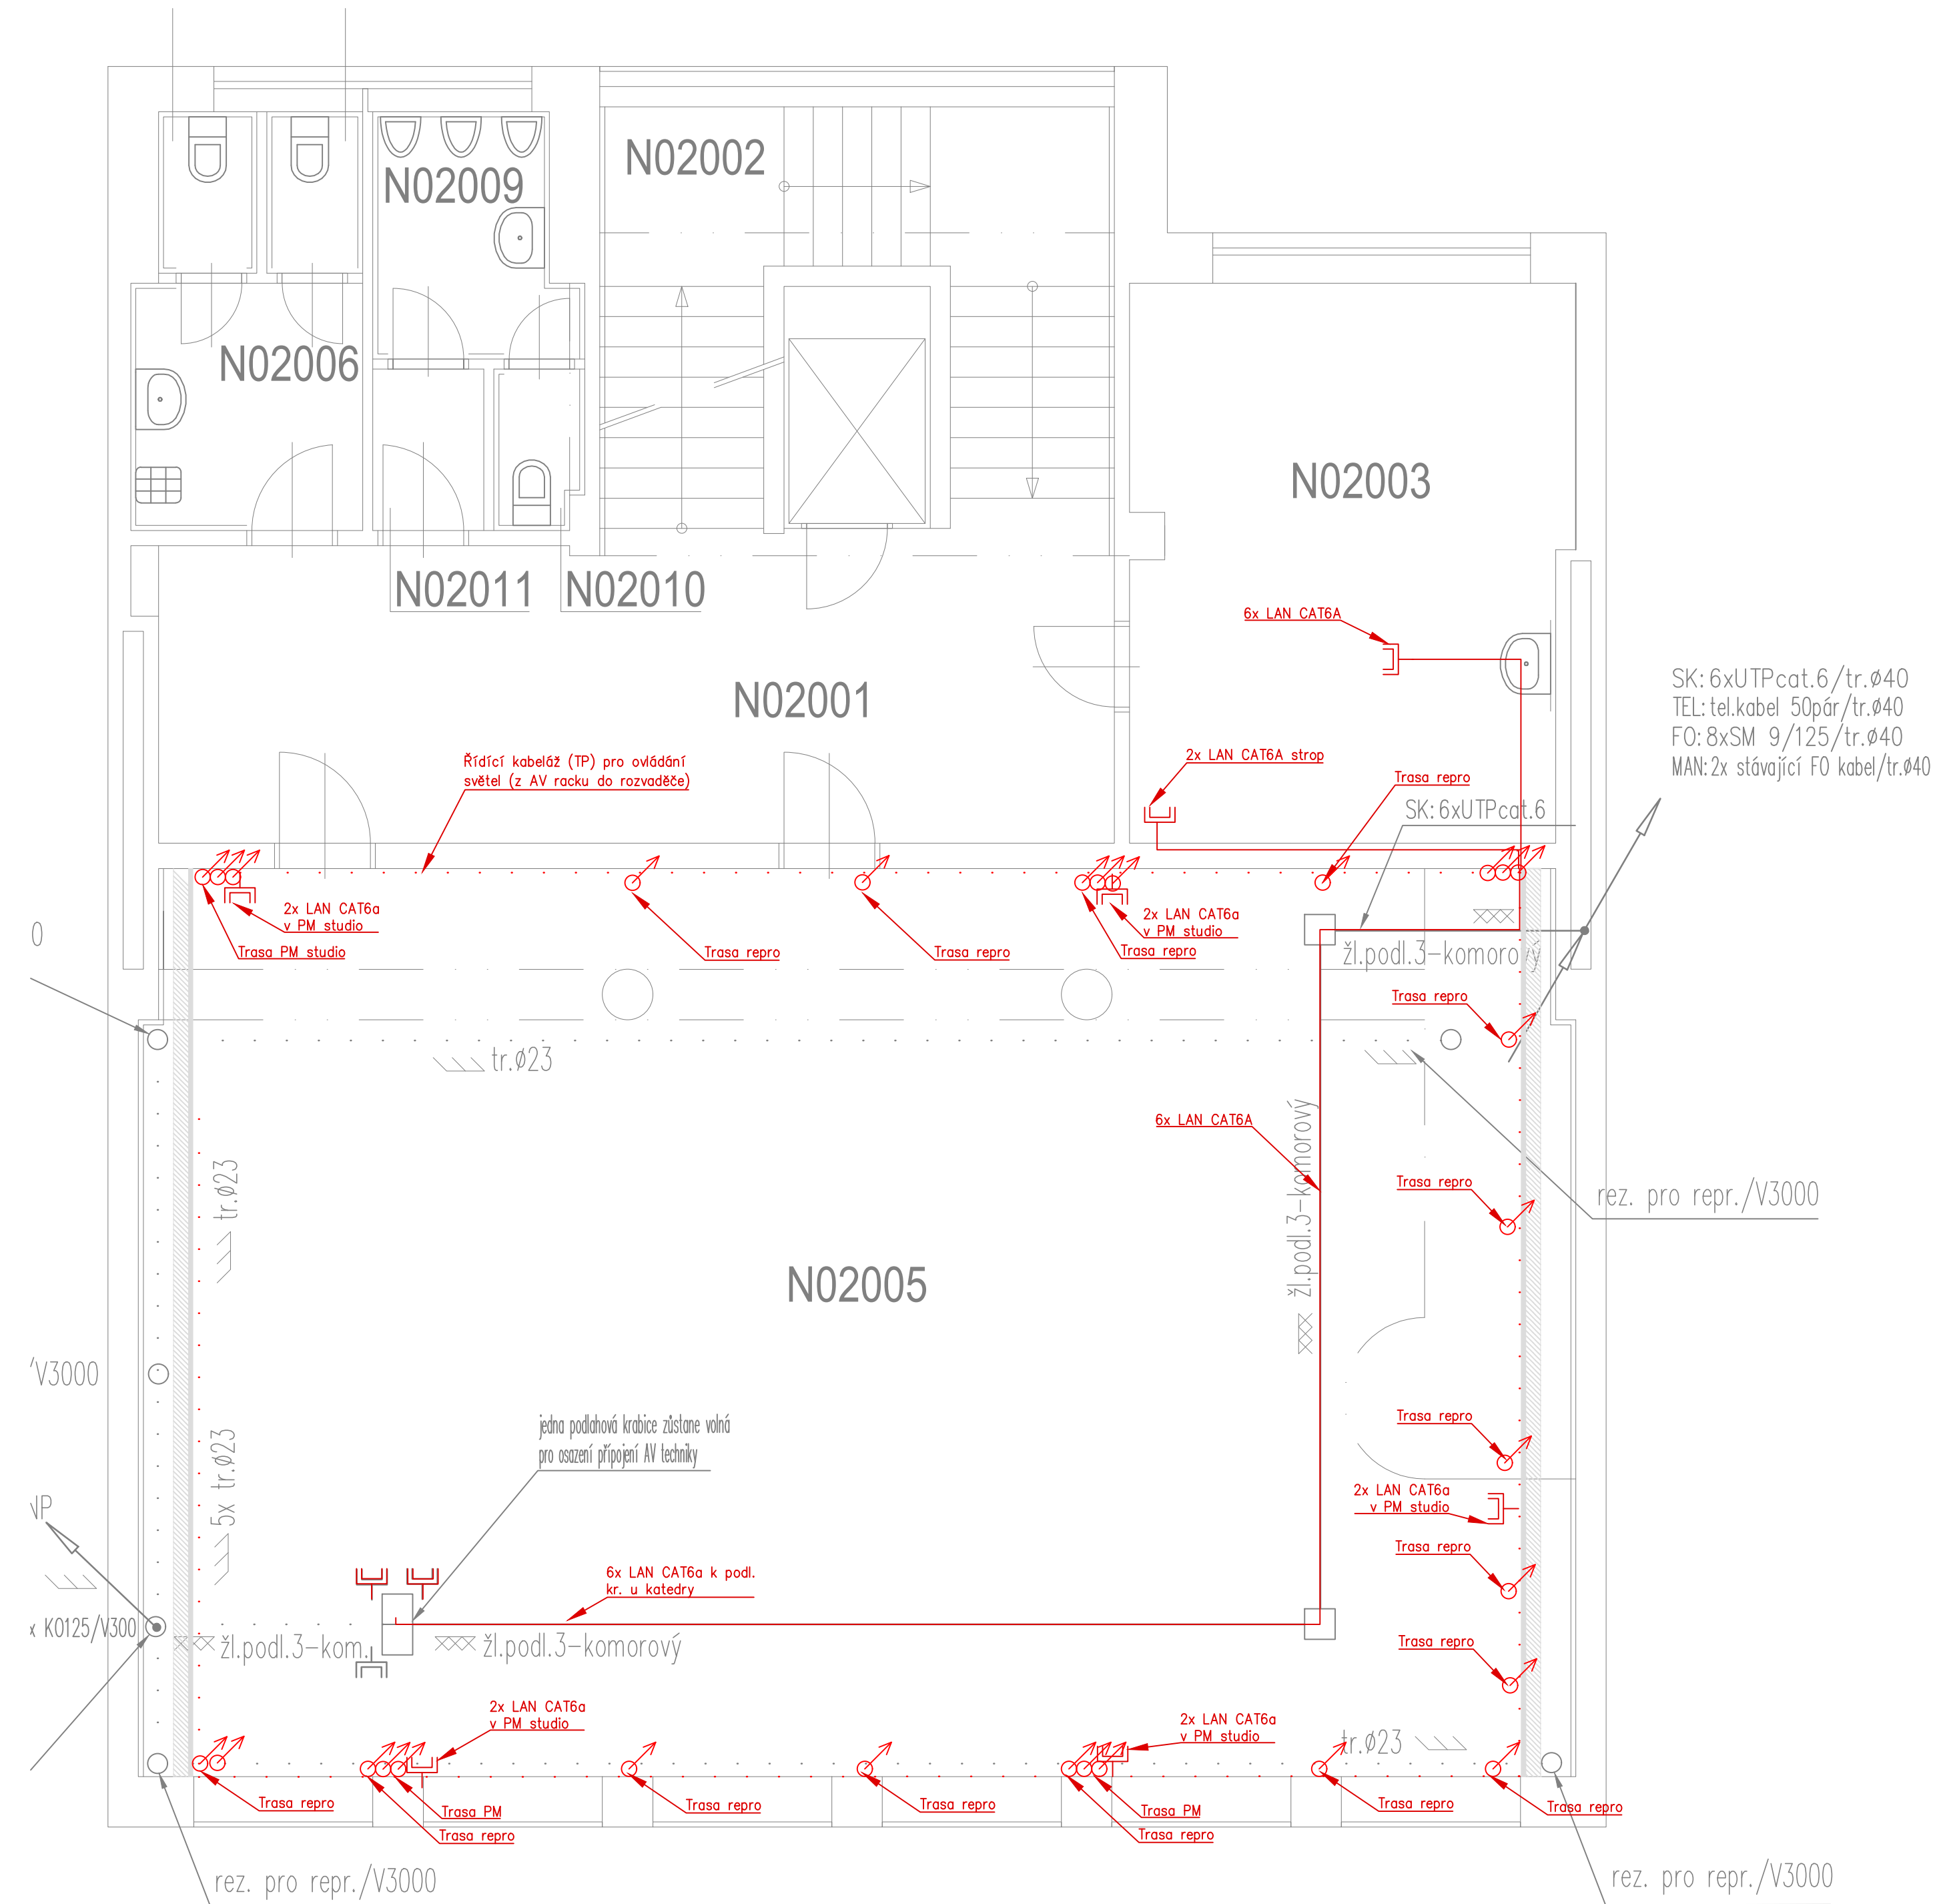 N02009
N02002
N02006
N02003
N02011
N02010
6x LAN CAT6A
N02001
SK: 6xUTPcat.6/tr.ø40
TEL: tel.kabel 50pár/tr.ø40
FO: 8xSM 9/125/tr.ø40
MAN: 2x stávající FO kabel/tr.ø40
Řídící kabeláž (TP) pro ovládání
světel (z AV racku do rozvaděče)
2x LAN CAT6A strop
Trasa repro
SK: 6xUTPcat.6
2x LAN CAT6a
v PM studio
Trasa PM studio
Trasa repro
Trasa repro
2x LAN CAT6a
v PM studio
Trasa repro
0
žl.podl.3-komorový
Trasa repro
tr.ø23
6x LAN CAT6A
žl.podl.3-komorový
tr.ø23
Trasa repro
rez. pro repr./V3000
N02005
/V3000
jedna podlahová krabice zůstane volná
pro osazení přípojení AV techniky
Trasa repro
5x tr.ø23
2x LAN CAT6a
v PM studio
NP
Trasa repro
6x LAN CAT6a k podl.
kr. u katedry
x KO125/V300
žl.podl.3-kom.
žl.podl.3-komorový
Trasa repro
2x LAN CAT6a
v PM studio
2x LAN CAT6a
v PM studio
tr.ø23
Trasa repro
Trasa PM
Trasa repro
Trasa repro
Trasa repro
Trasa PM
Trasa repro
Trasa repro
Trasa repro
rez. pro repr./V3000
rez. pro repr./V3000